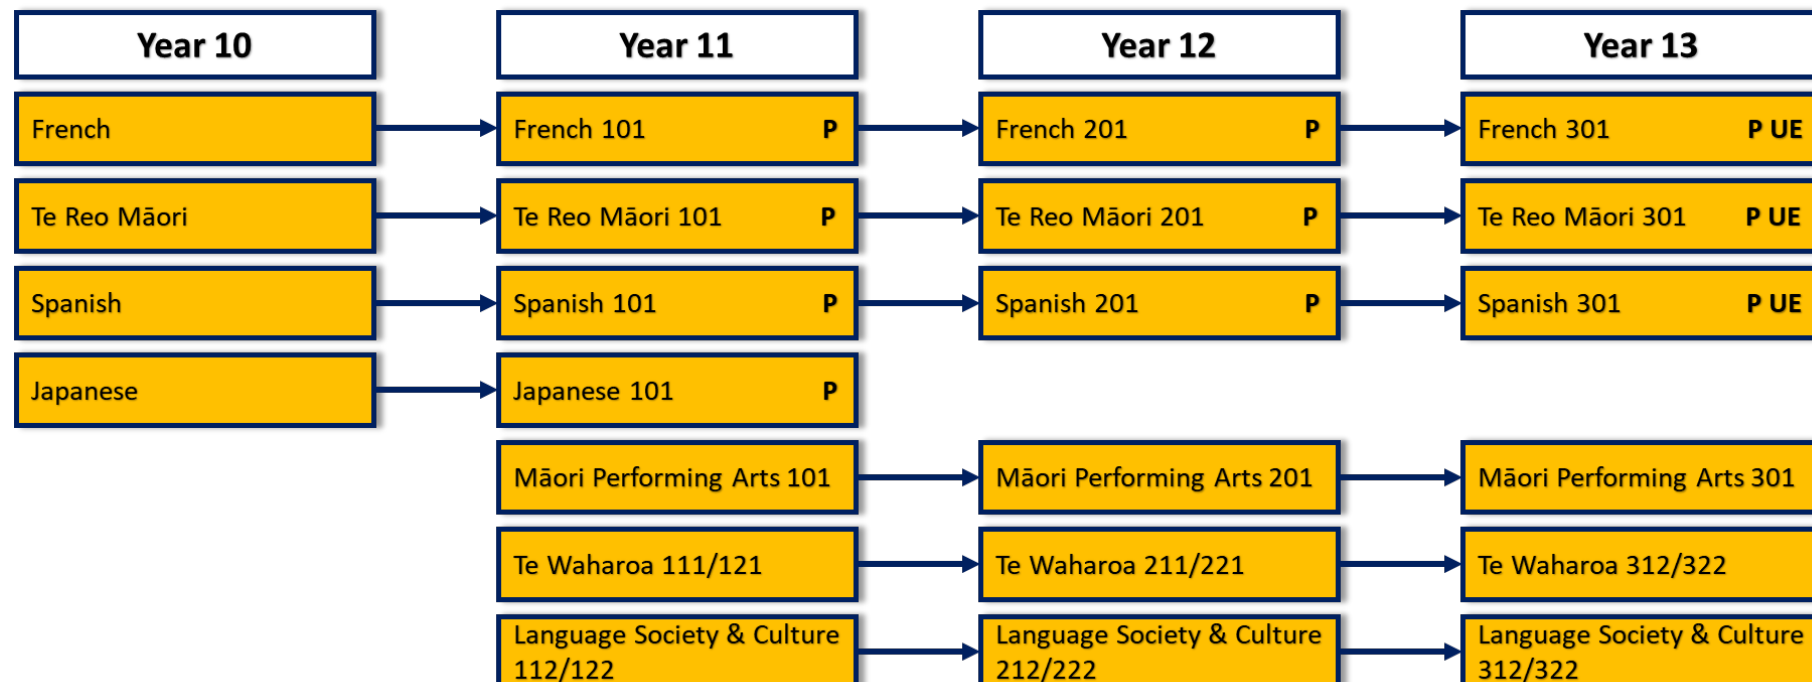 Year 10 Year 11 Year 12 Year 13
French French 101 P French 201 P French 301 P UE
Te Reo Māori Te Reo Māori 101 P Te Reo Māori 201 P Te Reo Māori 301 P UE
Spanish Spanish 101 P Spanish 201 P Spanish 301 P UE
Japanese Japanese 101 P
Māori Performing Arts 101 Māori Performing Arts 201 Māori Performing Arts 301
Te Waharoa 111/121 Te Waharoa 211/221 Te Waharoa 312/322
Language Society & Culture Language Society & Culture Language Society & Culture
112/122 212/222 312/322